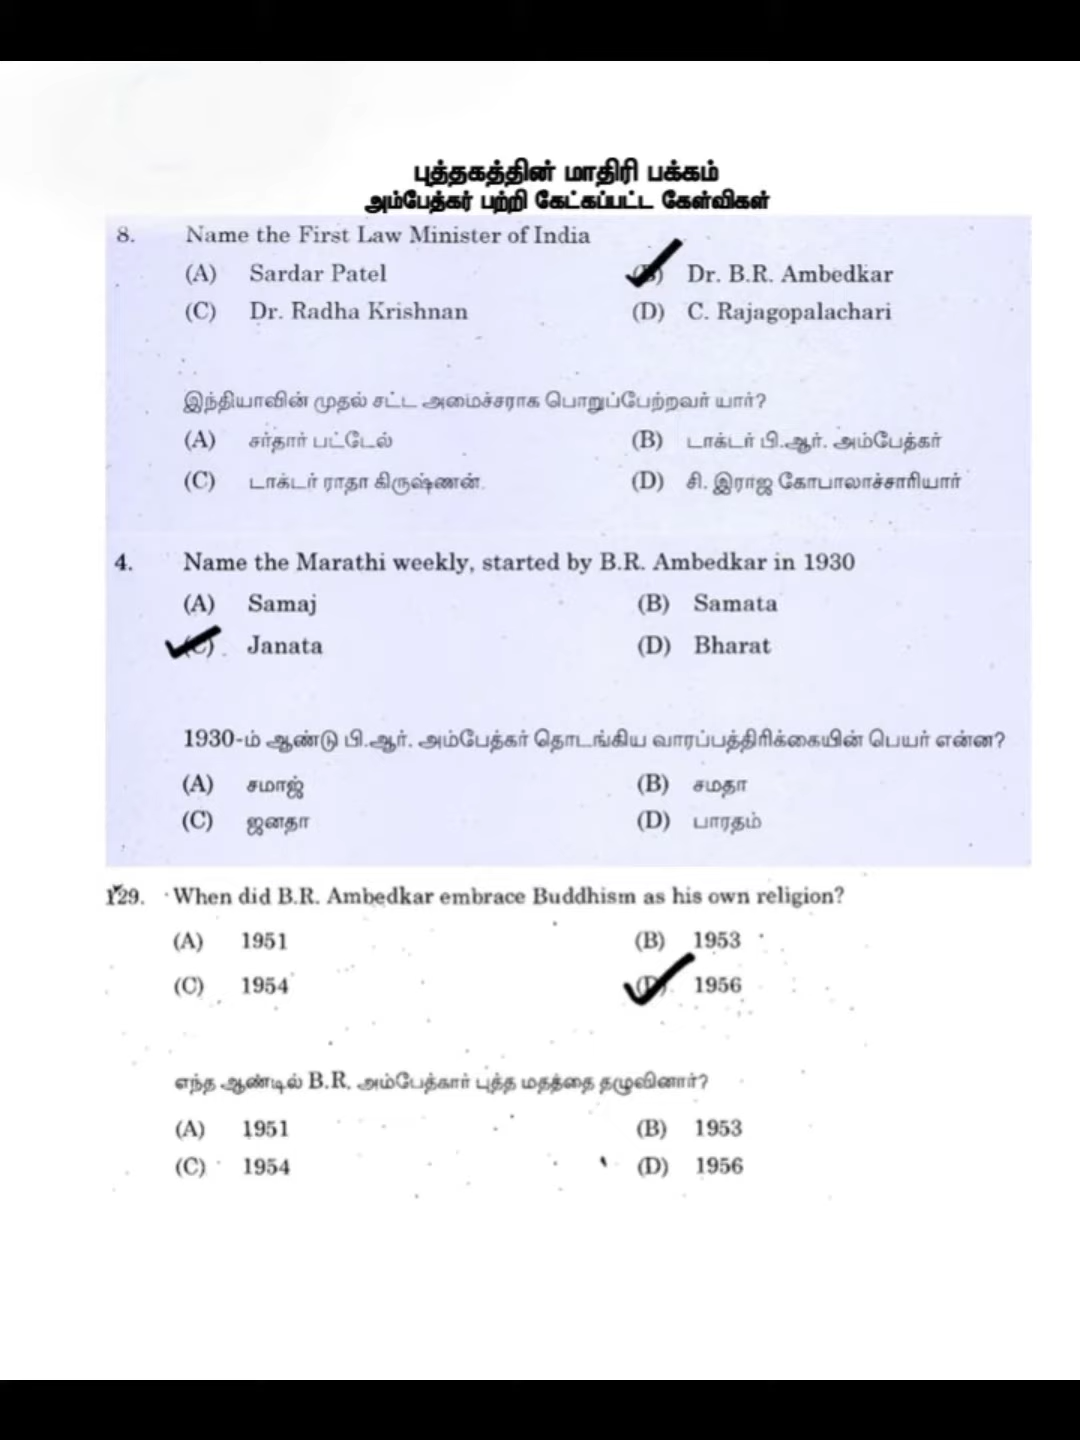 புத்தகத்தின் மாதிரி பக்கம்
அம்பேத்கர் பற்றி கேட்கப்பட்ட கேள்விகள்
8. Name the First Law Minister of India
(A) Sardar Patel (B) Dr. B.R. Ambedkar
(C) Dr. Radha Krishnan (D) C. Rajagopalachari
இந்தியாவின் முதல் சட்ட அமைச்சராக பொறுப்பேற்றவர் யார்?
(A) சர்தார் பட்டேல் (B) டாக்டர் பி.ஆர். அம்பேத்கர்
(C) டாக்டர் ராதா கிருஷ்ணன். (D) சி. இராஜ கோபாலாச்சாரியார்
4. Name the Marathi weekly, started by B.R. Ambedkar in 1930
(A) Samaj (B) Samata
(C) Janata (D) Bharat
1930-ம் ஆண்டு பி.ஆர். அம்பேத்கர் தொடங்கிய வாரப்பத்திரிக்கையின் பெயர் என்ன?
(A) சமாஜ் (B) சமதா
(C) ஜனதா (D) பாரதம்
129. When did B.R. Ambedkar embrace Buddhism as his own religion?
(A) 1951 (B) 1953
(C) 1954 (D) 1956
எந்த ஆண்டில் B.R. அம்பேத்கார் புத்த மதத்தை தழுவினார்?
(A) 1951 (B) 1953
(C) 1954 (D) 1956